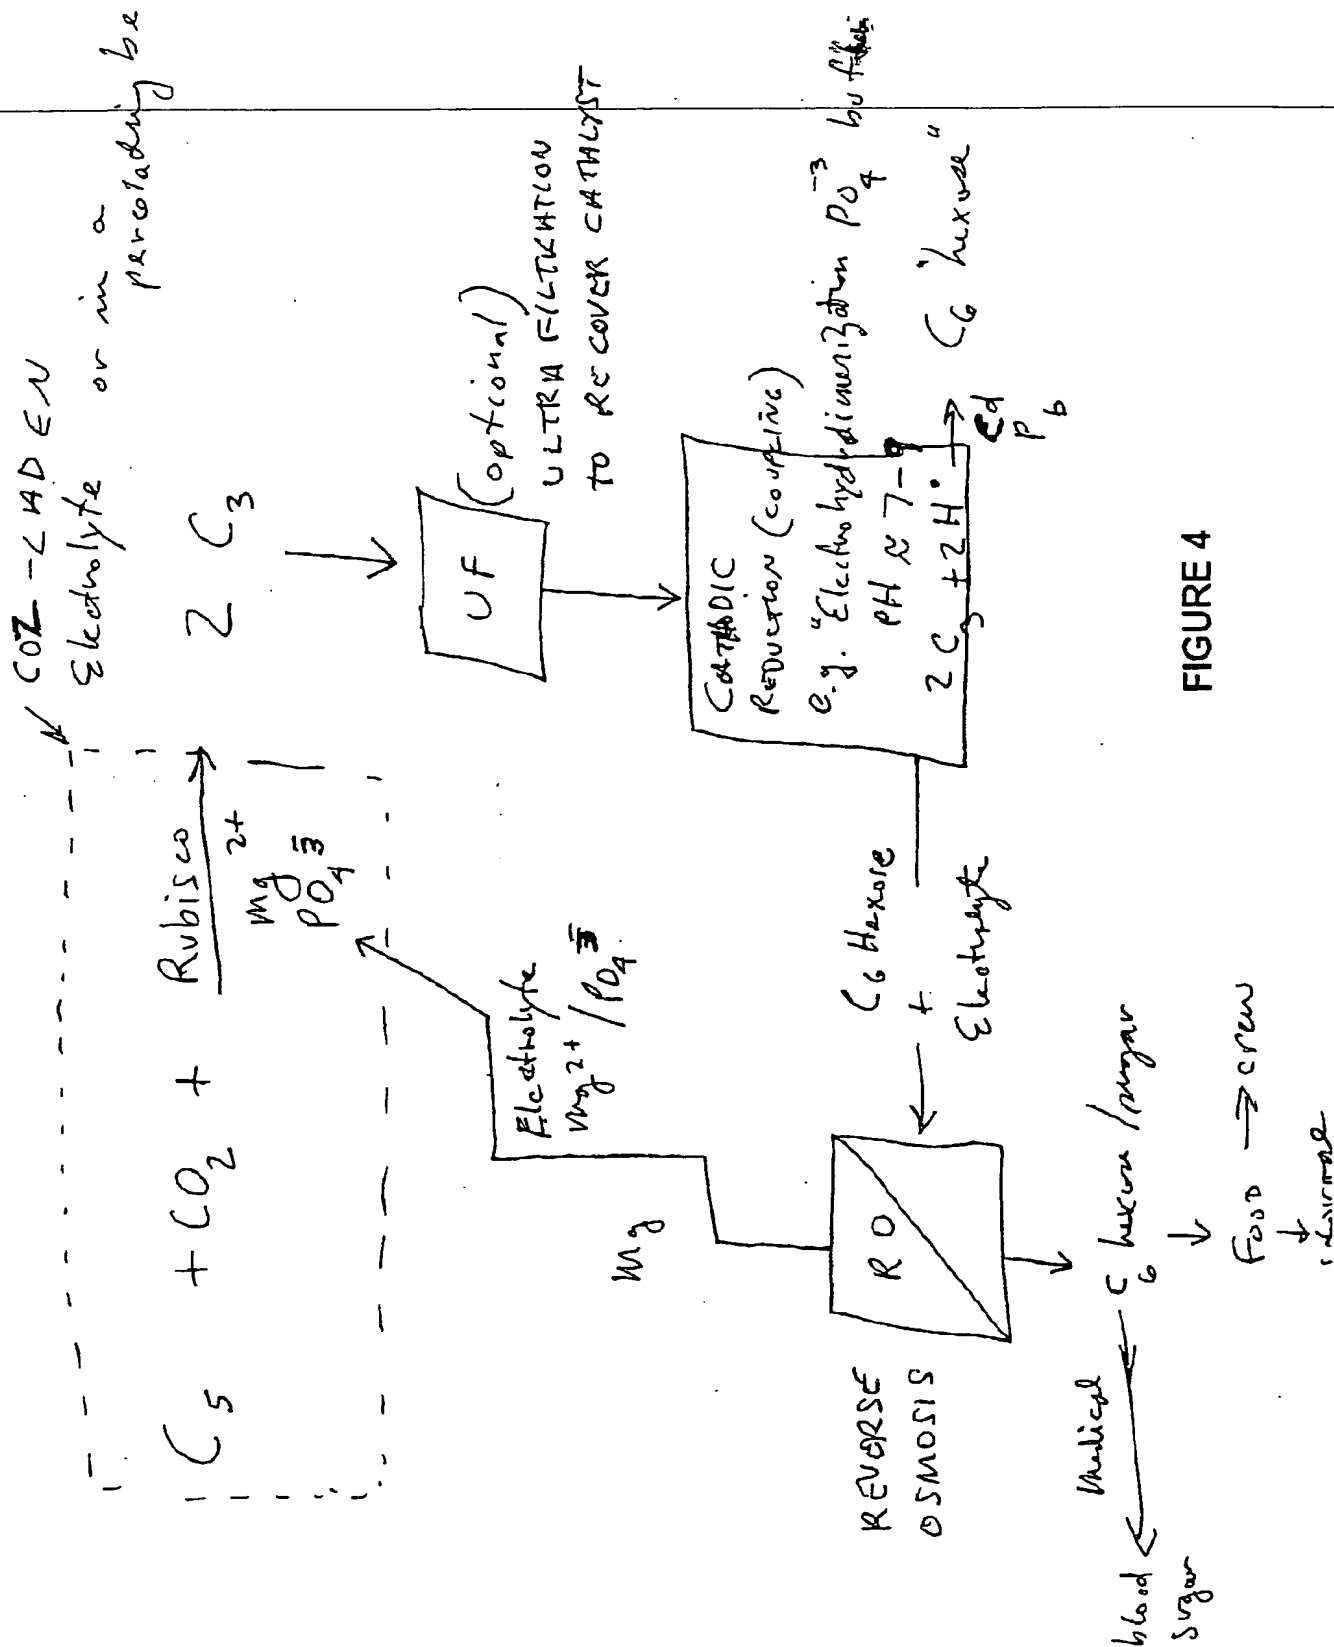 CO2-LADEN
Electrolyte or in a
percolating be
C5 + CO2 + Rubisco 2 C3
Mg2+
PO4 3-
UF
(optional)
ULTRA FILTRATION
TO RECOVER CATALYST
CATHODIC
REDUCTION (COUPLING)
e.g. "Electrohydrodimerization PO4 -3
pH ≈ 7-
2 C3 + 2H• → C6 "hexose"
Cd
Pb
C6 Hexose
+
Electrolyte
Electrolyte
Mg2+/PO4 3-
Mg
RO
REVERSE
OSMOSIS
C6 hexose/sugar
Medical
blood
sugar
FOOD → crew
FIGURE 4